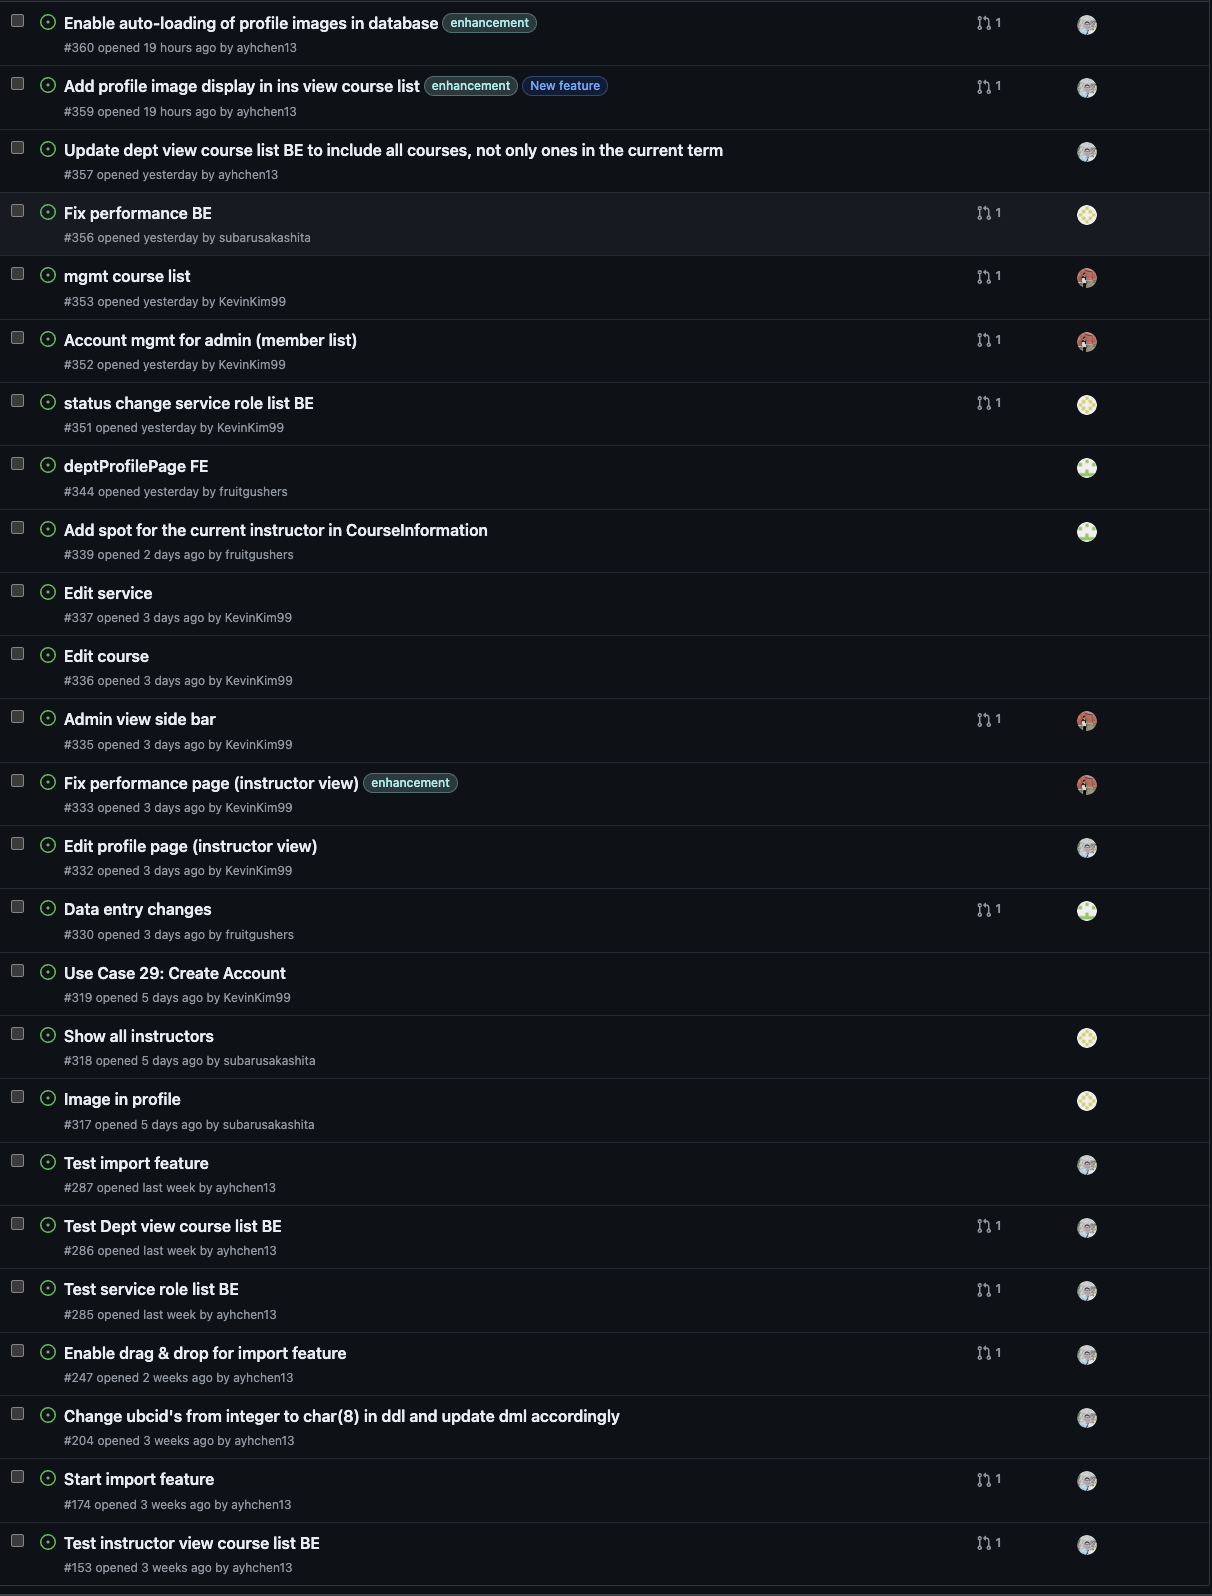 Enable auto-loading of profile images in database enhancement 1
#360 opened 19 hours ago by ayhchen13
Add profile image display in ins view course list enhancement New feature 1
#359 opened 19 hours ago by ayhchen13
Update dept view course list BE to include all courses, not only ones in the current term
#357 opened yesterday by ayhchen13
Fix performance BE 1
#356 opened yesterday by subarusakashita
mgmt course list 1
#353 opened yesterday by KevinKim99
Account mgmt for admin (member list) 1
#352 opened yesterday by KevinKim99
status change service role list BE 1
#351 opened yesterday by KevinKim99
deptProfilePage FE
#344 opened yesterday by fruitgushers
Add spot for the current instructor in CourseInformation
#339 opened 2 days ago by fruitgushers
Edit service
#337 opened 3 days ago by KevinKim99
Edit course
#336 opened 3 days ago by KevinKim99
Admin view side bar 1
#335 opened 3 days ago by KevinKim99
Fix performance page (instructor view) enhancement
#333 opened 3 days ago by KevinKim99
Edit profile page (instructor view)
#332 opened 3 days ago by KevinKim99
Data entry changes 1
#330 opened 3 days ago by fruitgushers
Use Case 29: Create Account
#319 opened 5 days ago by KevinKim99
Show all instructors
#318 opened 5 days ago by subarusakashita
Image in profile
#317 opened 5 days ago by subarusakashita
Test import feature
#287 opened last week by ayhchen13
Test Dept view course list BE 1
#286 opened last week by ayhchen13
Test service role list BE 1
#285 opened last week by ayhchen13
Enable drag & drop for import feature 1
#247 opened 2 weeks ago by ayhchen13
Change ubcid's from integer to char(8) in ddl and update dml accordingly
#204 opened 3 weeks ago by ayhchen13
Start import feature 1
#174 opened 3 weeks ago by ayhchen13
Test instructor view course list BE 1
#153 opened 3 weeks ago by ayhchen13